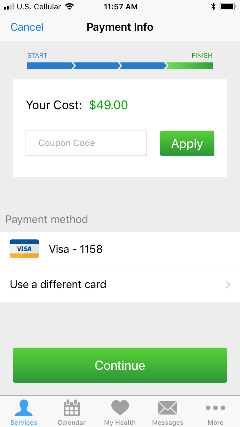 U.S. Cellular 11:57 AM
Cancel Payment Info
START FINISH
Your Cost: $49.00
Coupon Code Apply
Payment method
VISA Visa - 1158
Use a different card
Continue
Services Calendar My Health Messages More